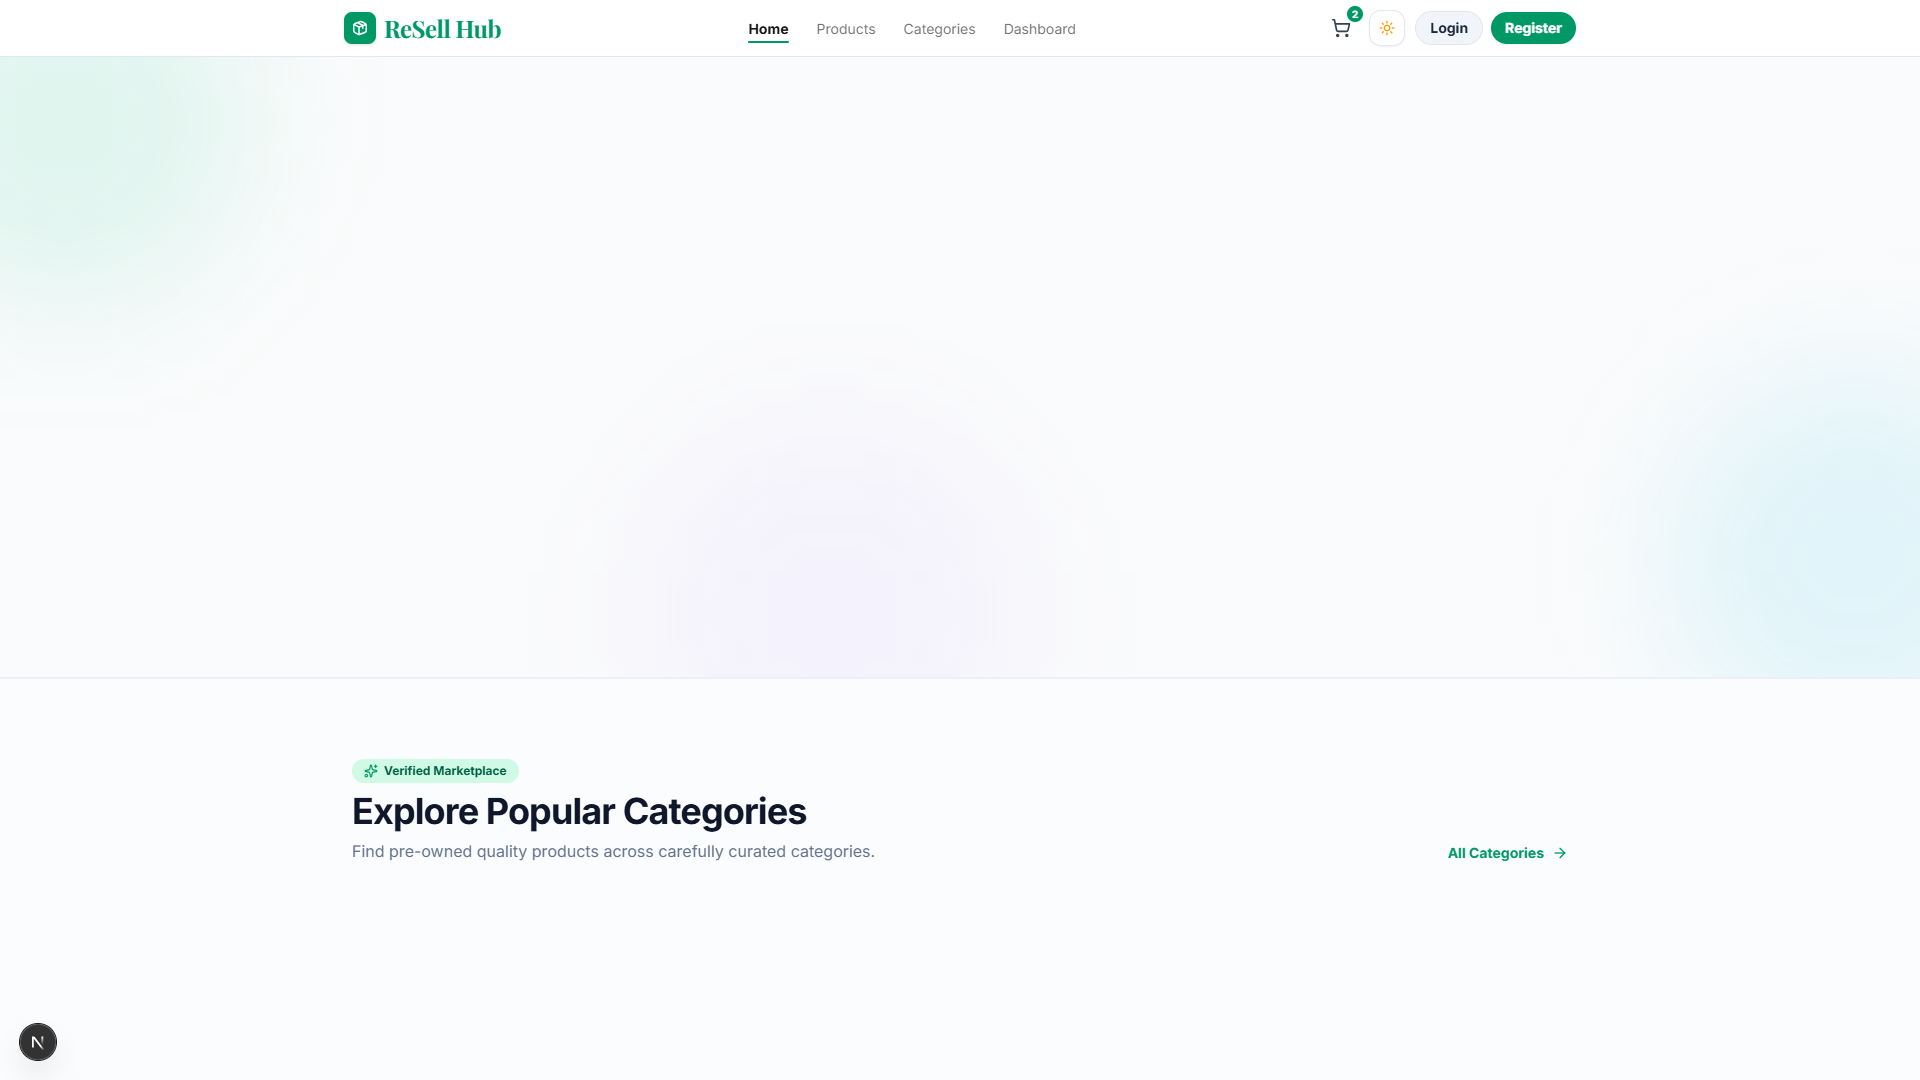 ReSell Hub
Home
Products
Categories
Dashboard
2
Login
Register
Verified Marketplace
Explore Popular Categories
Find pre-owned quality products across carefully curated categories.
All Categories
N